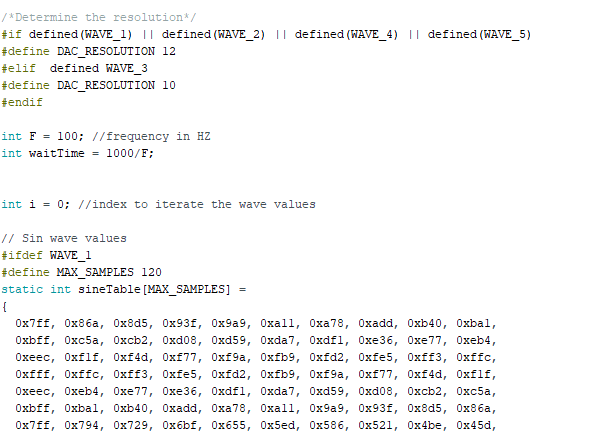 /*Determine the resolution*/
#if defined(WAVE_1) || defined(WAVE_2) || defined(WAVE_4) || defined(WAVE_5)
#define DAC_RESOLUTION 12
#elif  defined WAVE_3
#define DAC_RESOLUTION 10
#endif
int F = 100; //frequency in HZ
int waitTime = 1000/F;
int i = 0; //index to iterate the wave values
// Sin wave values
#ifdef WAVE_1
#define MAX_SAMPLES 120
static int sineTable[MAX_SAMPLES] =
{
0x7ff, 0x86a, 0x8d5, 0x93f, 0x9a9, 0xa11, 0xa78, 0xadd, 0xb40, 0xba1,
0xbff, 0xc5a, 0xcb2, 0xd08, 0xd59, 0xda7, 0xdf1, 0xe36, 0xe77, 0xeb4,
0xeec, 0xf1f, 0xf4d, 0xf77, 0xf9a, 0xfb9, 0xfd2, 0xfe5, 0xff3, 0xffc,
0xfff, 0xffc, 0xff3, 0xfe5, 0xfd2, 0xfb9, 0xf9a, 0xf77, 0xf4d, 0xf1f,
0xeec, 0xeb4, 0xe77, 0xe36, 0xdf1, 0xda7, 0xd59, 0xd08, 0xcb2, 0xc5a,
0xbff, 0xba1, 0xb40, 0xadd, 0xa78, 0xa11, 0x9a9, 0x93f, 0x8d5, 0x86a,
0x7ff, 0x794, 0x729, 0x6bf, 0x655, 0x5ed, 0x586, 0x521, 0x4be, 0x45d,